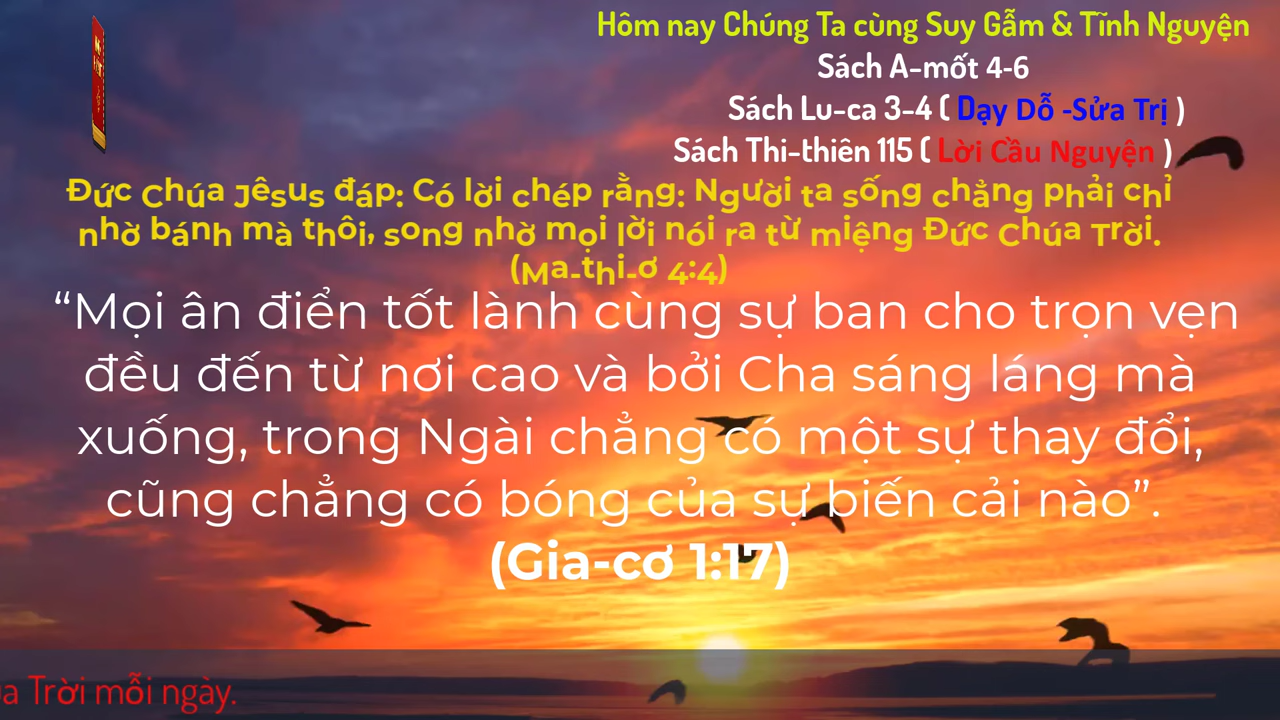 Hôm nay Chúng Ta cùng Suy Gẫm & Tĩnh Nguyện
Sách A-mốt 4-6
Sách Lu-ca 3-4 ( Dạy Dỗ -Sửa Trị )
Sách Thi-thiên 115 ( Lời Cầu Nguyện )
Đức Chúa Jêsus đáp: Có lời chép rằng: Người ta sống chẳng phải chỉ
nhờ bánh mà thôi, song nhờ mọi lời nói ra từ miệng Đức Chúa Trời.
(Ma-thi-ơ 4:4)
“Mọi ân điển tốt lành cùng sự ban cho trọn vẹn
đều đến từ nơi cao và bởi Cha sáng láng mà
xuống, trong Ngài chẳng có một sự thay đổi,
cũng chẳng có bóng của sự biến cải nào”.
(Gia-cơ 1:17)
Trời mỗi ngày.